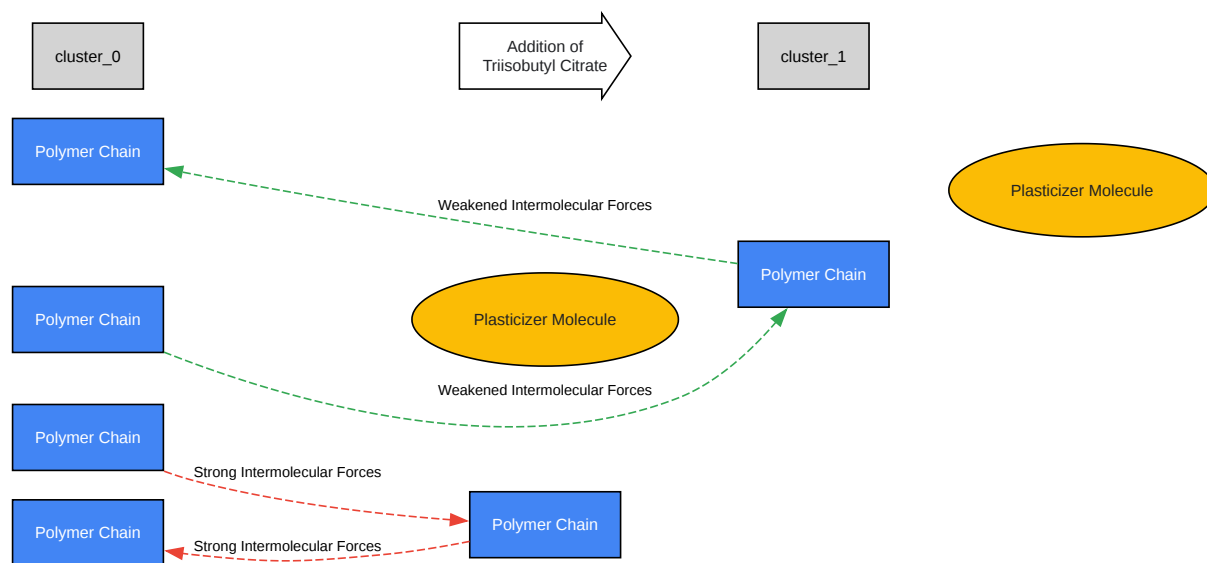 cluster_0
Addition of
Triisobutyl Citrate
cluster_1
Polymer Chain
Plasticizer Molecule
Weakened Intermolecular Forces
Polymer Chain
Polymer Chain
Plasticizer Molecule
Weakened Intermolecular Forces
Polymer Chain
Strong Intermolecular Forces
Polymer Chain
Polymer Chain
Strong Intermolecular Forces